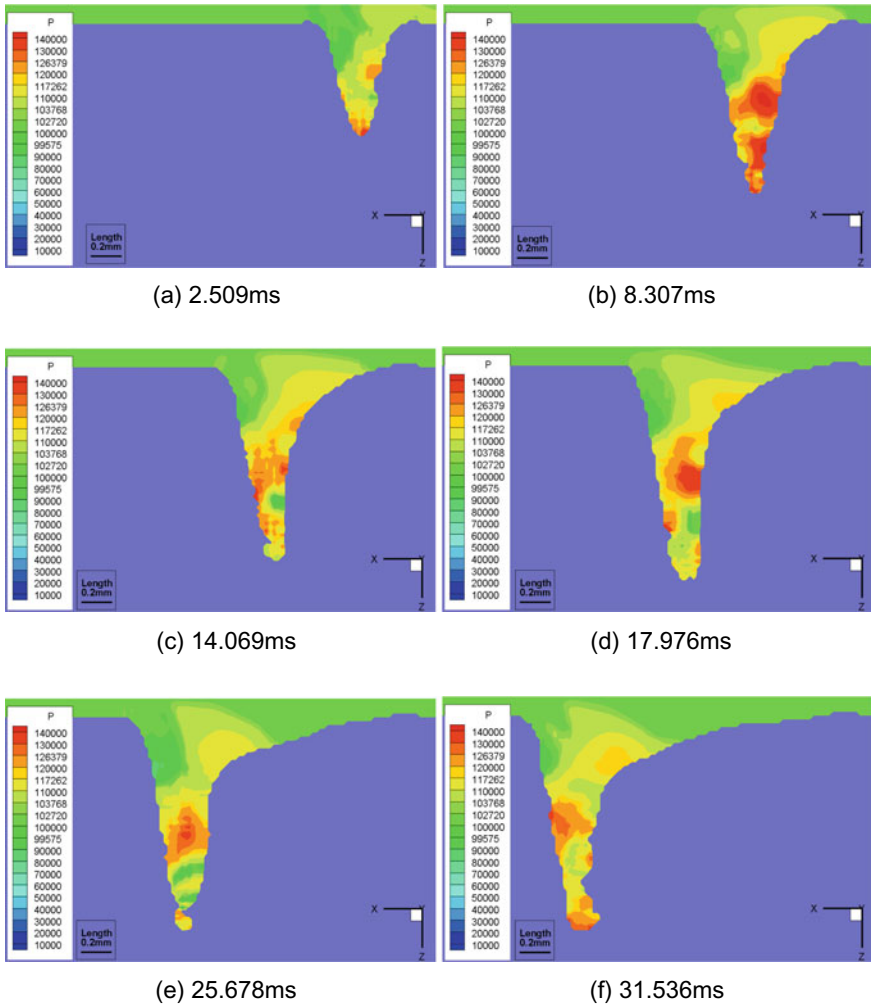 P
140000
130000
126379
120000
117262
110000
103768
102720
100000
99575
90000
80000
70000
60000
50000
40000
30000
20000
10000
Length
0.2mm
X
Y
Z
(a) 2.509ms
P
140000
130000
126379
120000
117262
110000
103768
102720
100000
99575
90000
80000
70000
60000
50000
40000
30000
20000
10000
Length
0.2mm
X
Y
Z
(b) 8.307ms
P
140000
130000
126379
120000
117262
110000
103768
102720
100000
99575
90000
80000
70000
60000
50000
40000
30000
20000
10000
Length
0.2mm
X
Y
Z
(c) 14.069ms
P
140000
130000
126379
120000
117262
110000
103768
102720
100000
99575
90000
80000
70000
60000
50000
40000
30000
20000
10000
Length
0.2mm
X
Y
Z
(d) 17.976ms
P
140000
130000
126379
120000
117262
110000
103768
102720
100000
99575
90000
80000
70000
60000
50000
40000
30000
20000
10000
Length
0.2mm
X
Y
Z
(e) 25.678ms
P
140000
130000
126379
120000
117262
110000
103768
102720
100000
99575
90000
80000
70000
60000
50000
40000
30000
20000
10000
Length
0.2mm
X
Y
Z
(f) 31.536ms